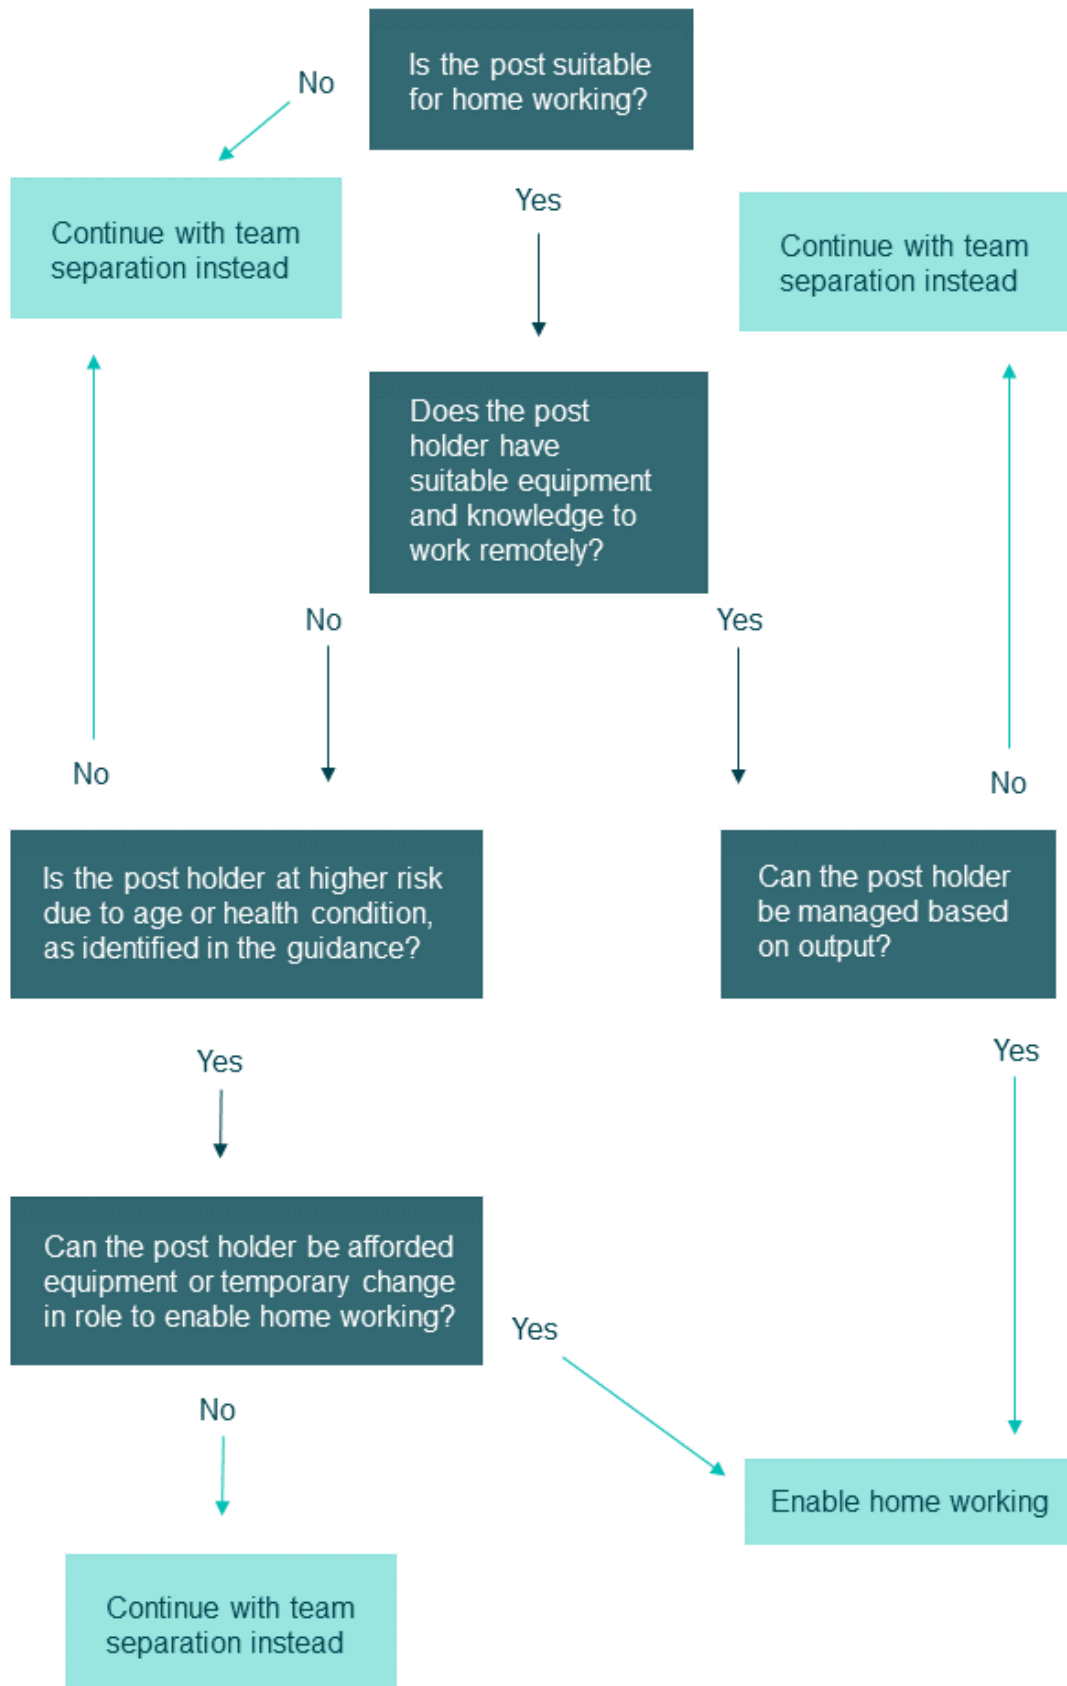 Is the post suitable
for home working?
No
Yes
Continue with team
separation instead
Continue with team
separation instead
Does the post
holder have
suitable equipment
and knowledge to
work remotely?
No
Yes
No
No
Is the post holder at higher risk
due to age or health condition,
as identified in the guidance?
Can the post holder
be managed based
on output?
Yes
Yes
Can the post holder be afforded
equipment or temporary change
in role to enable home working?
Yes
No
Enable home working
Continue with team
separation instead